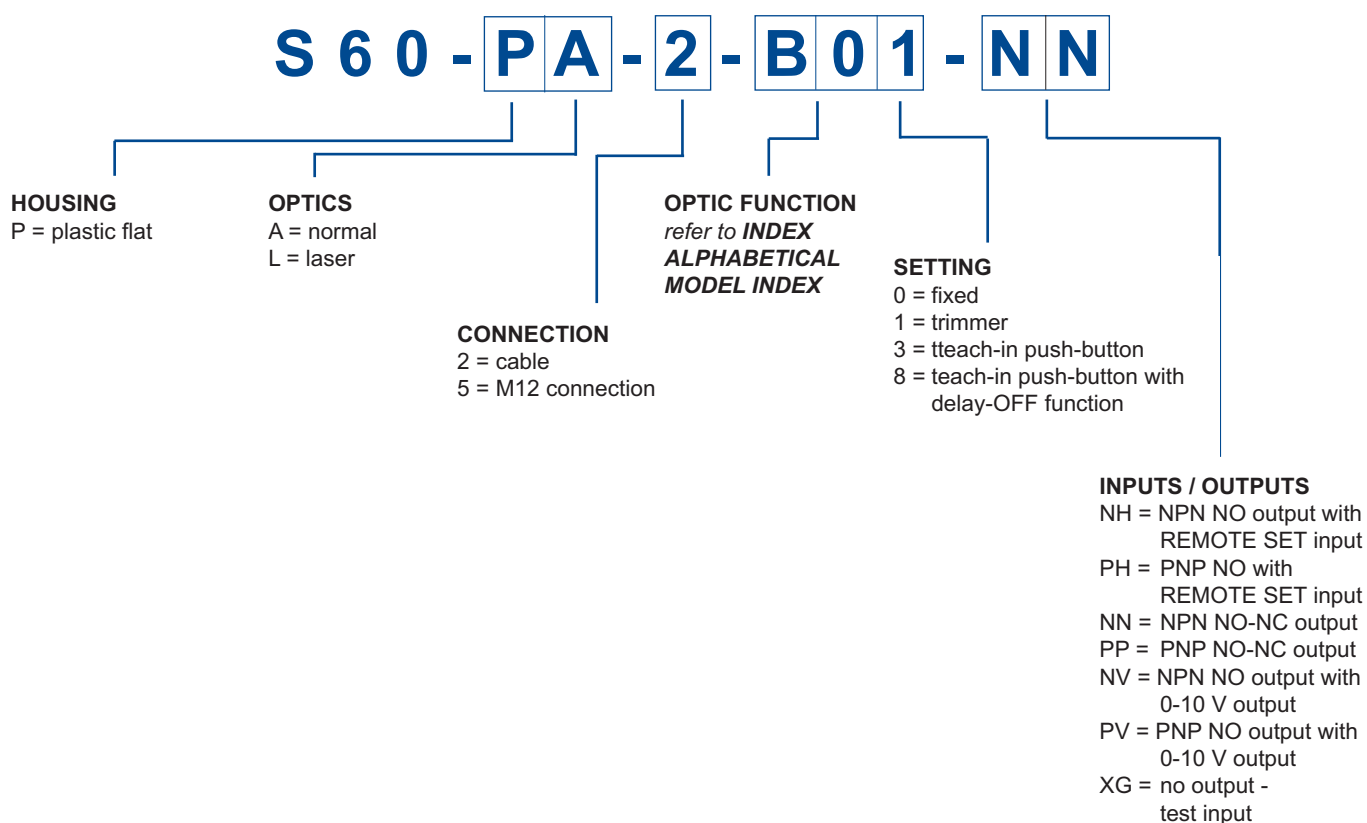 S60-PA-2-B01-NN
HOUSING
P = plastic flat
OPTICS
A = normal
L = laser
CONNECTION
2 = cable
5 = M12 connection
OPTIC FUNCTION
refer to INDEX
ALPHABETICAL
MODEL INDEX
SETTING
0 = fixed
1 = trimmer
3 = tteach-in push-button
8 = teach-in push-button with
delay-OFF function
INPUTS / OUTPUTS
NH = NPN NO output with
REMOTE SET input
PH = PNP NO with
REMOTE SET input
NN = NPN NO-NC output
PP = PNP NO-NC output
NV = NPN NO output with
0-10 V output
PV = PNP NO output with
0-10 V output
XG = no output -
test input